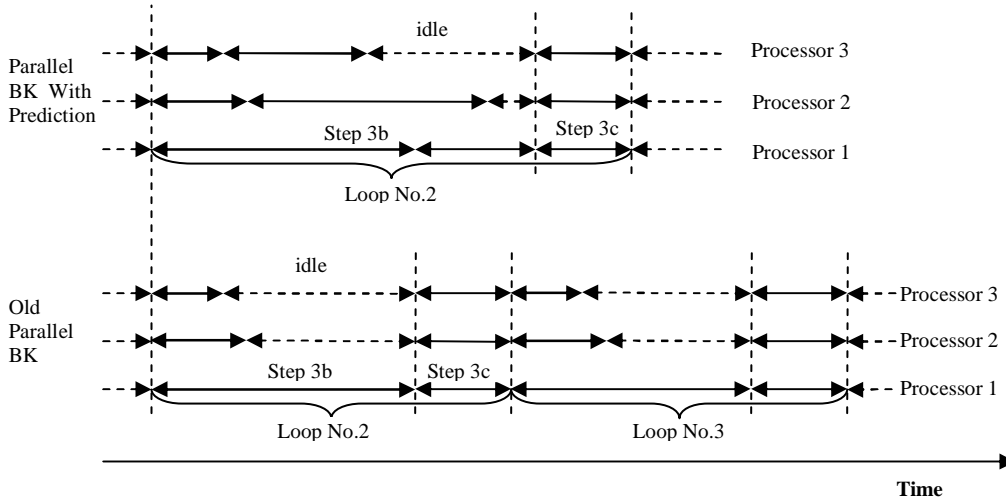 idle
Parallel
BK With
Prediction
Processor 3
Processor 2
Step 3b
Step 3c
Processor 1
Loop No.2
idle
Old
Parallel
BK
Processor 3
Processor 2
Step 3b
Step 3c
Processor 1
Loop No.2
Loop No.3
Time